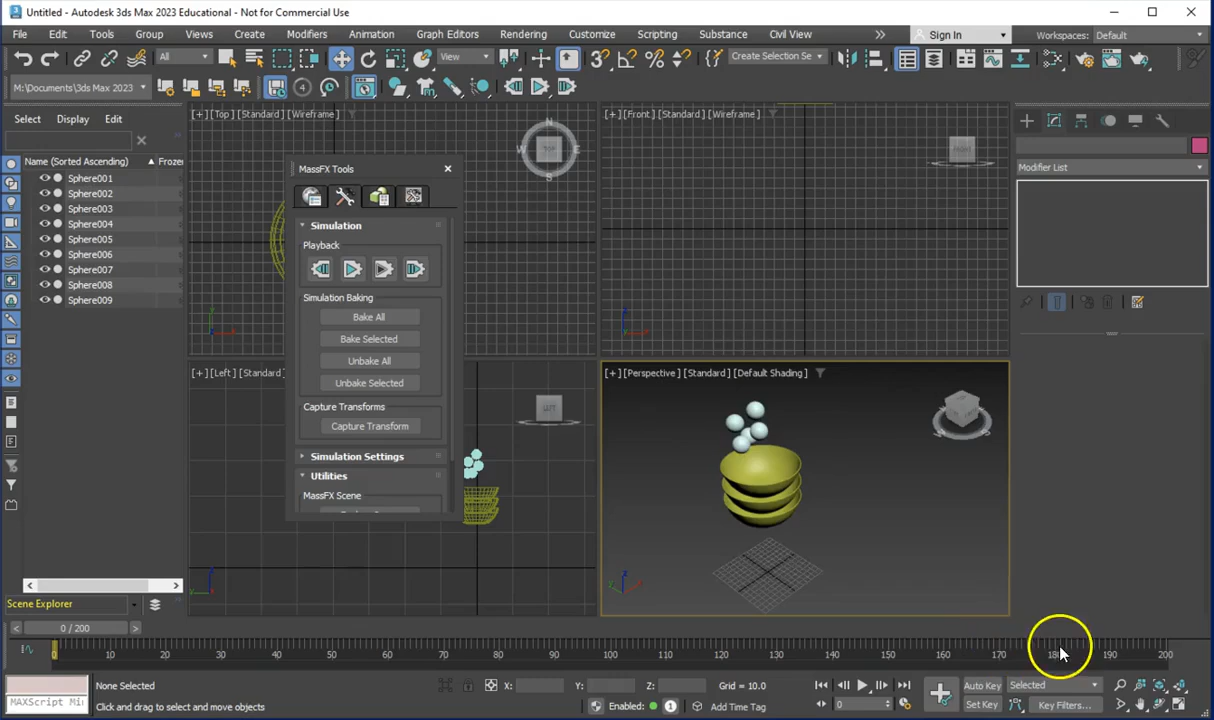 Untitled - Autodesk 3ds Max 2023 Educational - Not for Commercial Use
File Edit Tools Group Views Create Modifiers Animation Graph Editors Rendering Customize Scripting Substance Civil View Sign In Workspaces: Default
All View Create Selection Se
M:\Documents\3ds Max 2023 4
Select Display Edit
[+] [Top] [Standard] [Wireframe]
[+] [Front] [Wireframe]
TOP N E S W
FRONT
Name (Sorted Ascending) Frozen
Sphere001
Sphere002
Sphere003
Sphere004
Sphere005
Sphere006
Sphere007
Sphere008
Sphere009
MassFX Tools
Simulation
Playback
Simulation Baking
Bake All
Bake Selected
Unbake All
Unbake Selected
Capture Transforms
Capture Transform
Simulation Settings
Utilities
MassFX Scene
Modifier List
[+] [Left] [Standard]
LEFT
[+] [Perspective] [Standard] [Default Shading]
Scene Explorer
0 / 200
0 10 20 30 40 50 60 70 80 90 100 110 120 130 140 150 160 170 180 190 200
None Selected X: Y: Z: Grid = 10.0 Auto Key Selected
MAXScript Mi Click and drag to select and move objects Enabled: 1 Add Time Tag 0 Set Key Key Filters...